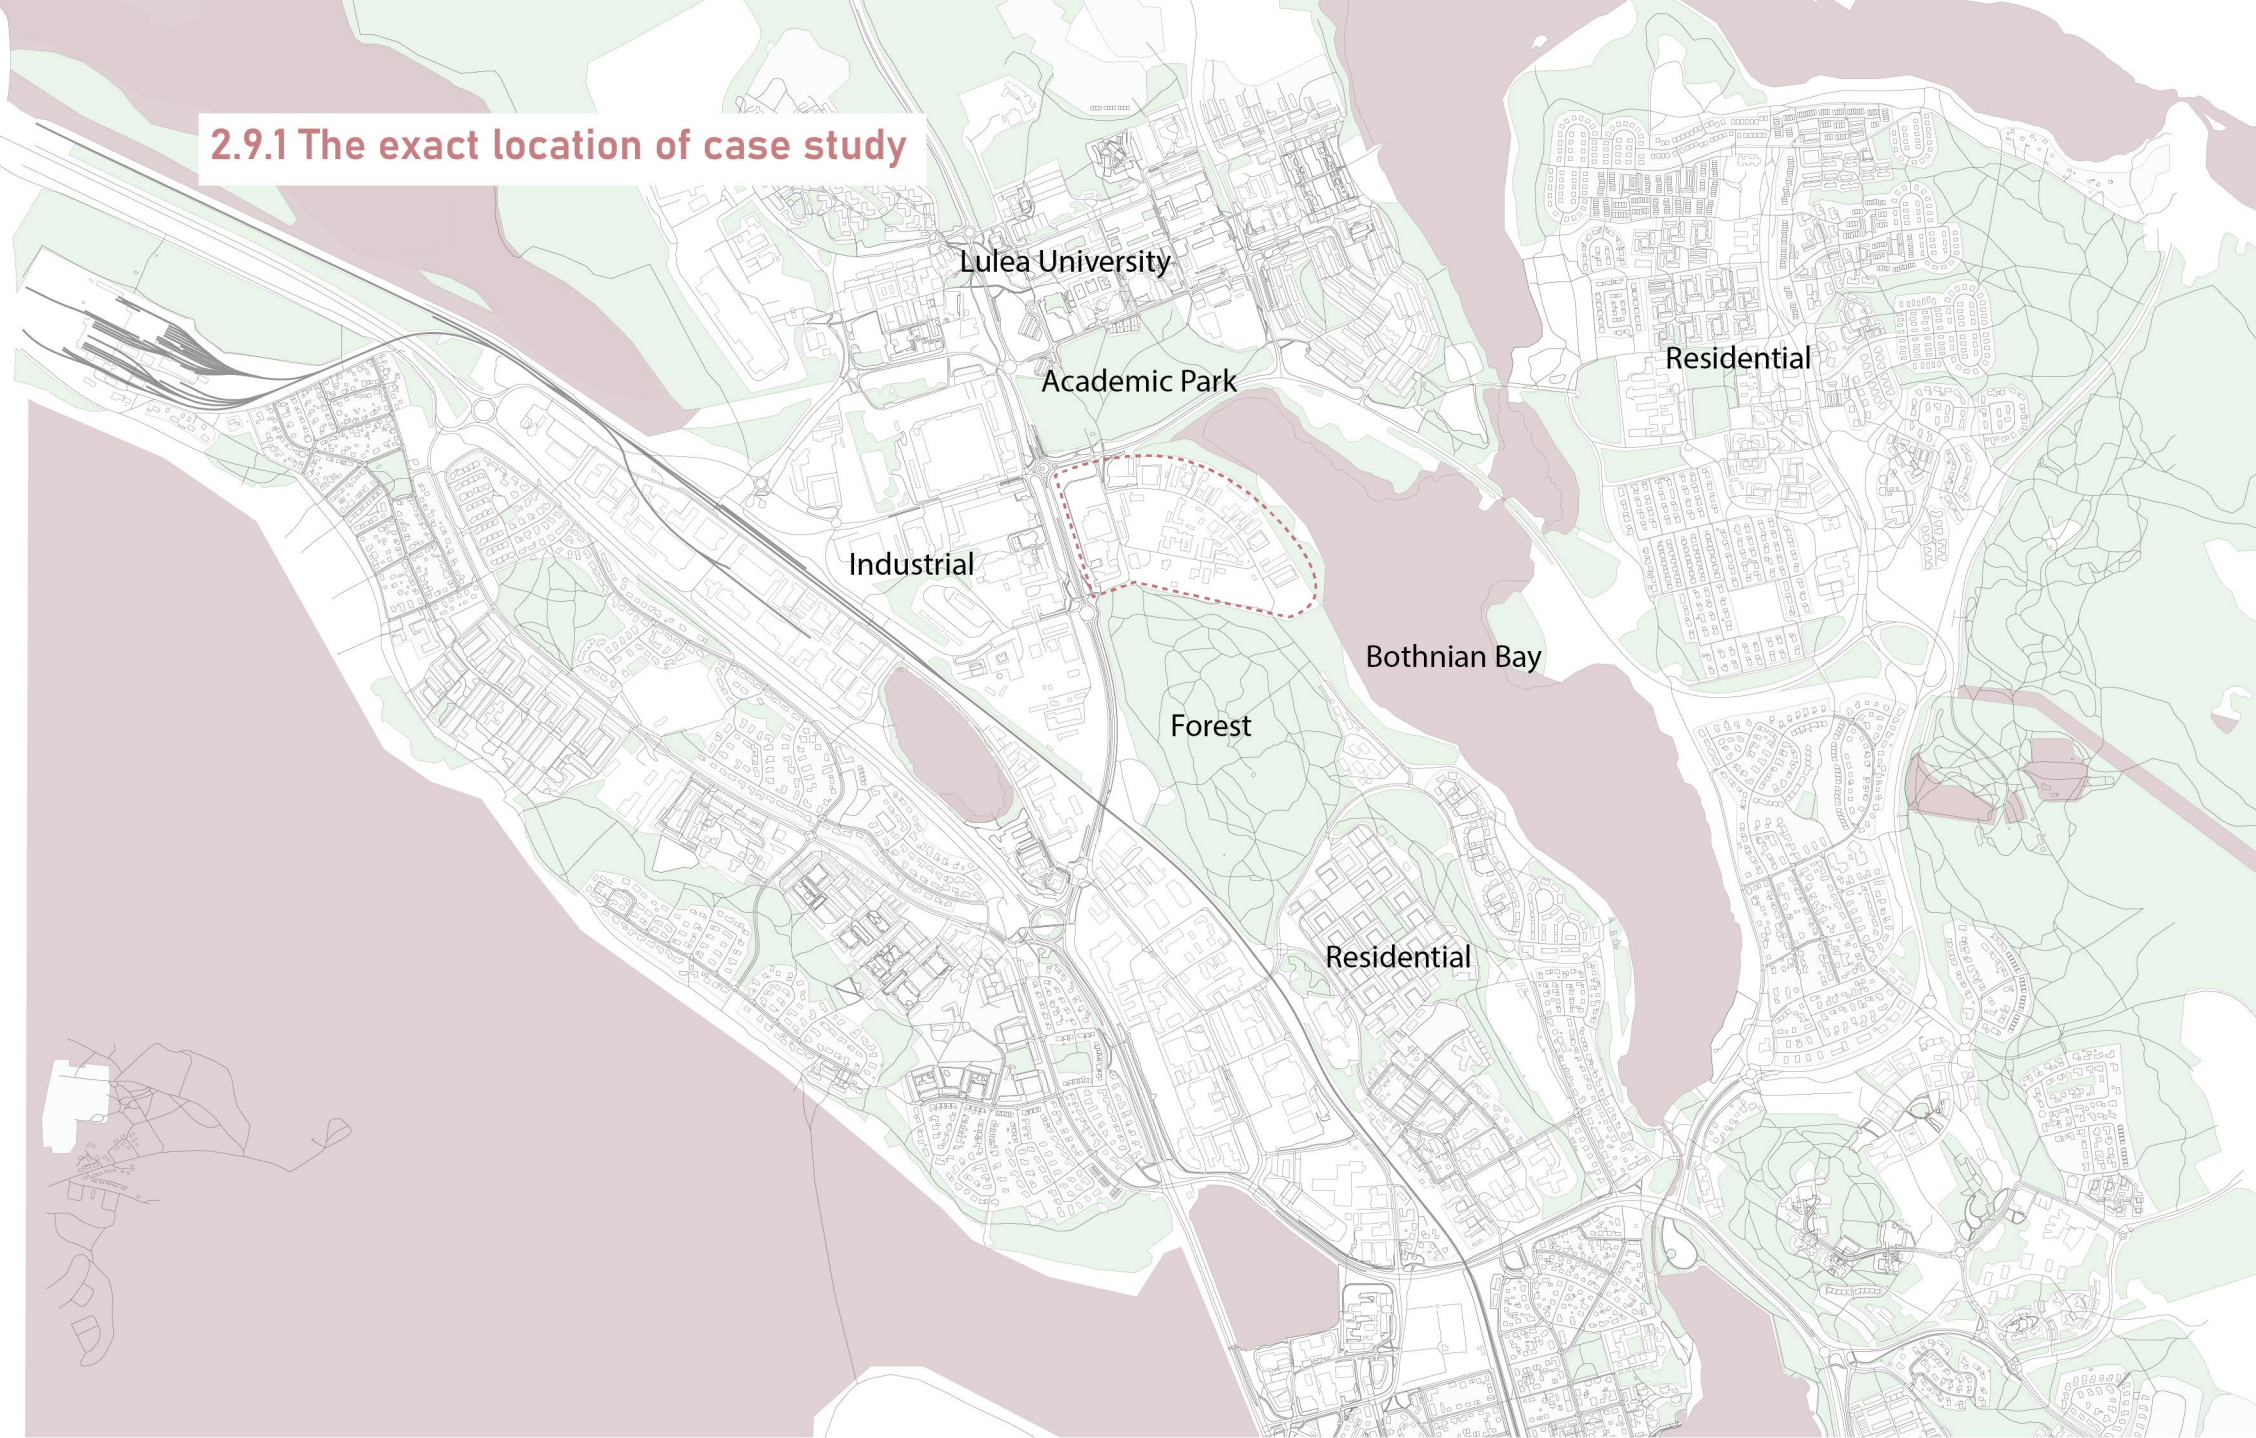 2.9.1 The exact location of case study
Lulea University
Residential
Academic Park
Industrial
Bothnian Bay
Forest
Residential